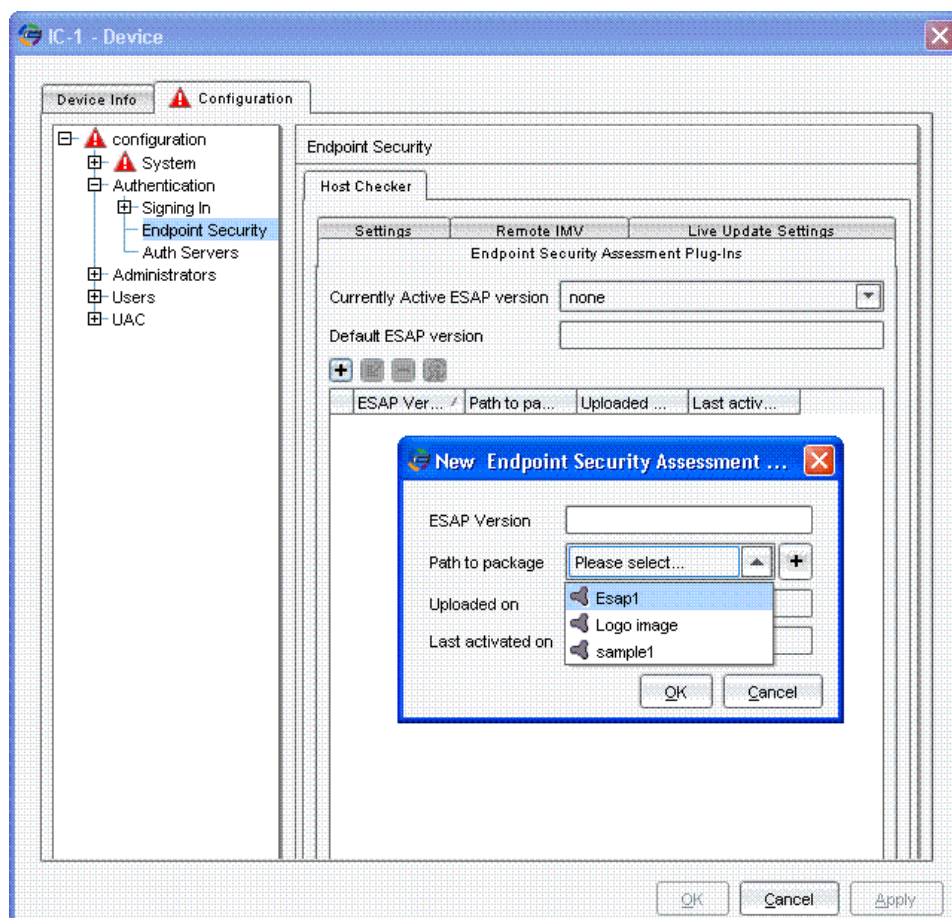 IC-1 - Device
Device Info
Configuration
configuration
System
Authentication
Signing In
Endpoint Security
Auth Servers
Administrators
Users
UAC
Endpoint Security
Host Checker
Settings
Remote IMV
Live Update Settings
Endpoint Security Assessment Plug-Ins
Currently Active ESAP version
none
Default ESAP version
ESAP Ver...
Path to pa...
Uploaded ...
Last activ...
New Endpoint Security Assessment ...
ESAP Version
Path to package
Please select...
Esap1
Logo image
sample1
Uploaded on
Last activated on
OK
Cancel
OK
Cancel
Apply